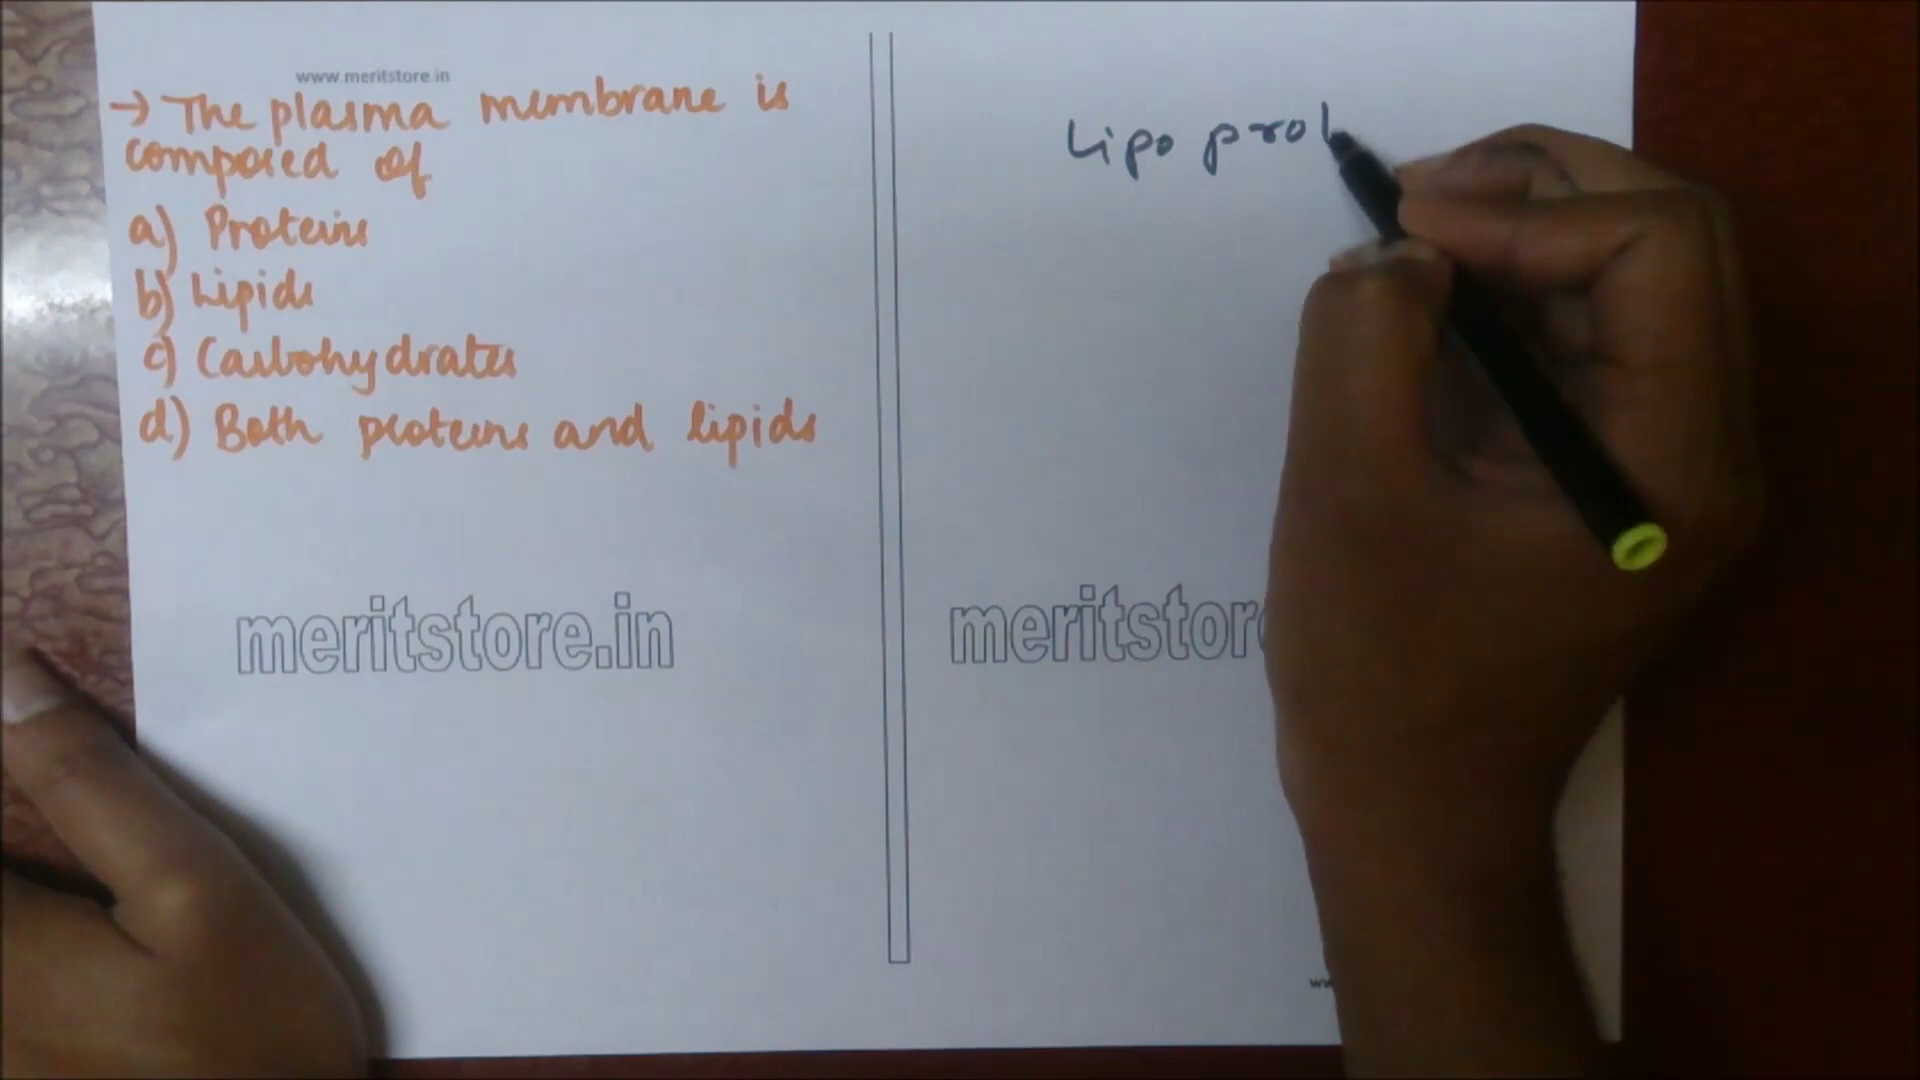 www.meritstore.in
→ The plasma membrane is
composed of
a) Proteins
b) Lipids
c) Carbohydrates
d) Both proteins and lipids
meritstore.in
Lipo prot
meritstore